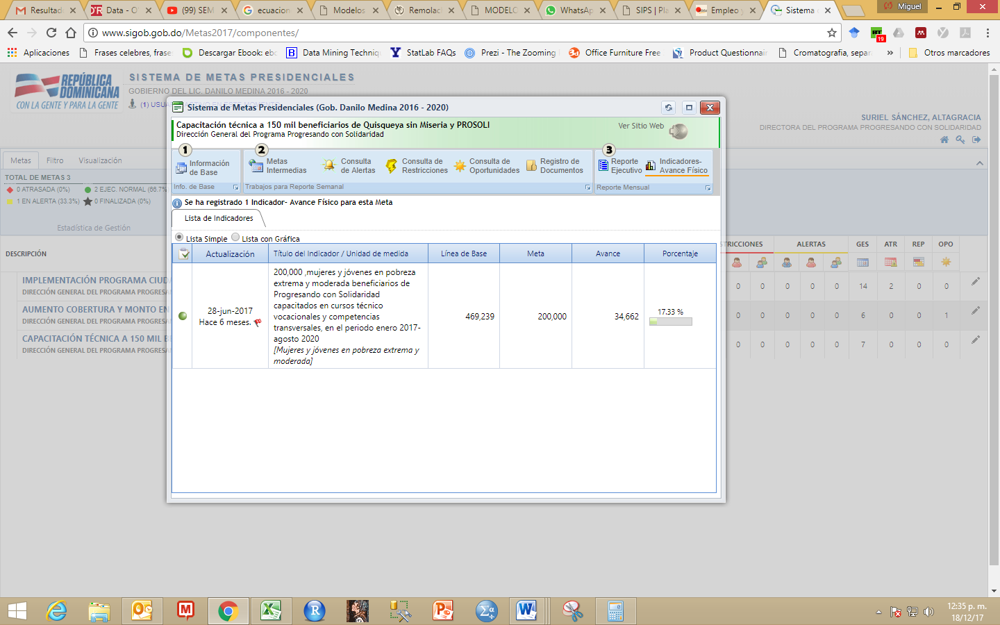 Resultad
Data - O
(99) SEM
ecuacion
Modelos
Remolac
MODELO
WhatsAp
SIPS | Pla
Empleo y
Sistema
Miguel
www.sigob.gob.do/Metas2017/componentes/
Aplicaciones
Frases celebres, frase
Descargar Ebook: eb
Data Mining Techniqu
StatLab FAQs
Prezi - The Zooming
Office Furniture Free
Product Questionnair
Cromatografia, separ
»
Otros marcadores
19
REPÚBLICA
DOMINICANA
CON LA GENTE Y PARA LA GENTE
SISTEMA DE METAS PRESIDENCIALES
GOBIERNO DEL LIC. DANILO MEDINA 2016 - 2020
(1) USU
SURIEL SÁNCHEZ, ALTAGRACIA
DIRECTORA DEL PROGRAMA PROGRESANDO CON SOLIDARIDAD
Metas
Filtro
Visualización
TOTAL DE METAS 3
0 ATRASADA (0%)
2 EJEC. NORMAL (66.7%
1 EN ALERTA (33.3%)
0 FINALIZADA (0%)
Estadística de Gestión
DESCRIPCIÓN
TRICCIONES
ALERTAS
GES
ATR
REP
OPO
IMPLEMENTACIÓN PROGRAMA CIUD
DIRECCIÓN GENERAL DEL PROGRAMA PROGRESA
0 0 0 0 14 2 0 0
AUMENTO COBERTURA Y MONTO EN
DIRECCIÓN GENERAL DEL PROGRAMA PROGRESA
0 0 0 0 6 0 0 1
CAPACITACIÓN TÉCNICA A 150 MIL B
DIRECCIÓN GENERAL DEL PROGRAMA PROGRESA
0 0 0 0 7 0 0 0
Sistema de Metas Presidenciales (Gob. Danilo Medina 2016 - 2020)
Capacitación técnica a 150 mil beneficiarios de Quisqueya sin Miseria y PROSOLI
Dirección General del Programa Progresando con Solidaridad
Ver Sitio Web
1
Información
de Base
Info. de Base
2
Metas
Intermedias
Consulta
de Alertas
Consulta de
Restricciones
Consulta de
Oportunidades
Registro de
Documentos
Trabajos para Reporte Semanal
3
Reporte
Ejecutivo
Indicadores-
Avance Físico
Reporte Mensual
Se ha registrado 1 Indicador- Avance Físico para esta Meta
Lista de Indicadores
Lista Simple
Lista con Gráfica
Actualización
Título del Indicador / Unidad de medida
Línea de Base
Meta
Avance
Porcentaje
28-jun-2017
Hace 6 meses.
200,000 ,mujeres y jóvenes en pobreza
extrema y moderada beneficiarios de
Progresando con Solidaridad
capacitados en cursos técnico
vocacionales y competencias
transversales, en el periodo enero 2017-
agosto 2020
[Mujeres y jóvenes en pobreza extrema y
moderada]
469,239
200,000
34,662
17.33 %
12:35 p. m.
18/12/17